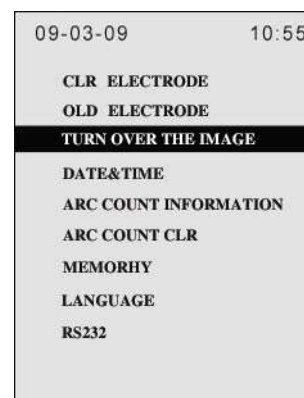 09-03-09 10:55
CLR ELECTRODE
OLD ELECTRODE
TURN OVER THE IMAGE
DATE&TIME
ARC COUNT INFORMATION
ARC COUNT CLR
MEMORHY
LANGUAGE
RS232